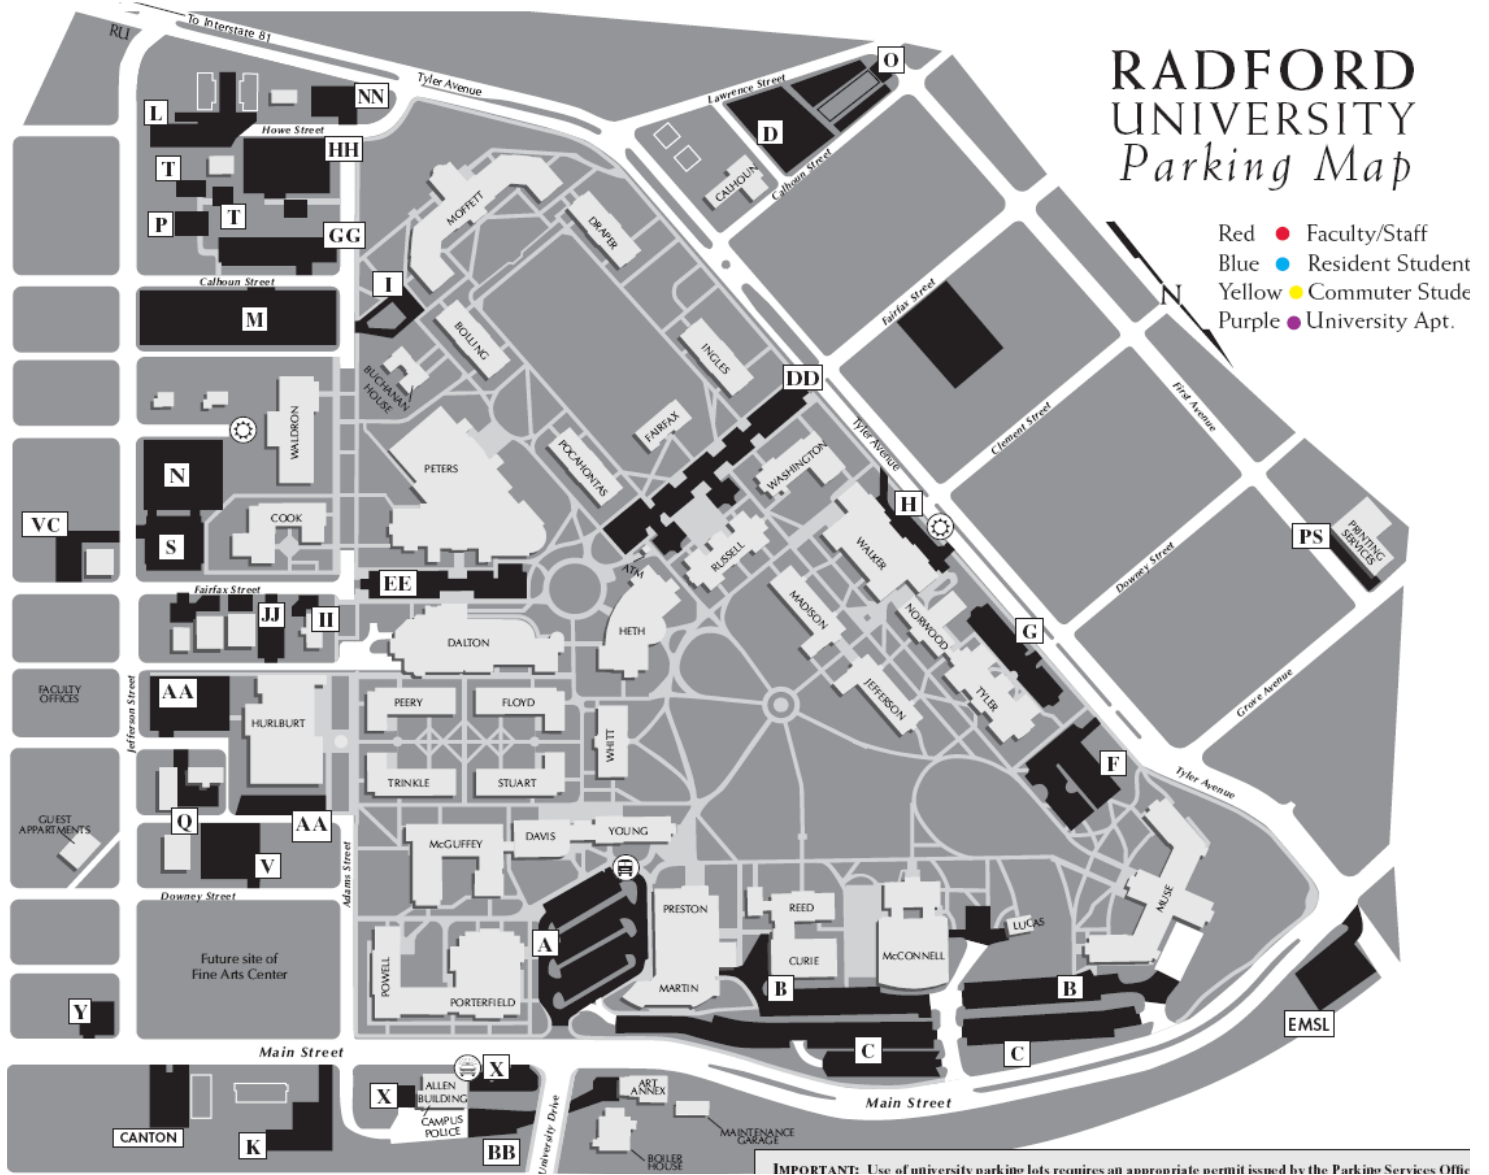 RU
To Interstate 81
Tyler Avenue
RADFORD
UNIVERSITY
Parking Map
Red Faculty/Staff
Blue Resident Student
Yellow Commuter Stude
Purple University Apt.
N
O
Lawrence Street
D
CALHOUN
Calhoun Street
NN
L
Howe Street
HH
T
T
P
GG
Calhoun Street
I
M
MOFFETT
DRAPER
BOLLING
BUCHANAN
HOUSE
INGLES
DD
Fairfax Street
Clement Street
First Avenue
Tyler Avenue
WALDRON
PETERS
POCAHONTAS
FAIRFAX
WASHINGTON
N
VC
S
COOK
H
WALKER
RUSSELL
ATM
PS
PRINTING
SERVICES
Downey Street
Fairfax Street
EE
JJ
II
DALTON
HETH
MADISON
NORWOOD
G
JEFFERSON
TYLER
Grove Avenue
FACULTY
OFFICES
Jefferson Street
AA
HURLBURT
PEERY
FLOYD
WHITT
TRINKLE
STUART
F
Tyler Avenue
GUEST
APPARTMENTS
Q
AA
V
Adams Street
Downey Street
McGUFFEY
DAVIS
YOUNG
PRESTON
REED
MUSE
LUCAS
McCONNELL
CURIE
MARTIN
A
POWELL
PORTERFIELD
Future site of
Fine Arts Center
B
B
C
C
EMSL
Y
Main Street
X
X
ALLEN
BUILDING
CAMPUS
POLICE
BB
University Drive
ART
ANNEX
MAINTENANCE
GARAGE
BOILER
HOUSE
Main Street
CANTON
K
IMPORTANT: Use of university parking lots requires an appropriate permit issued by the Parking Services Offic